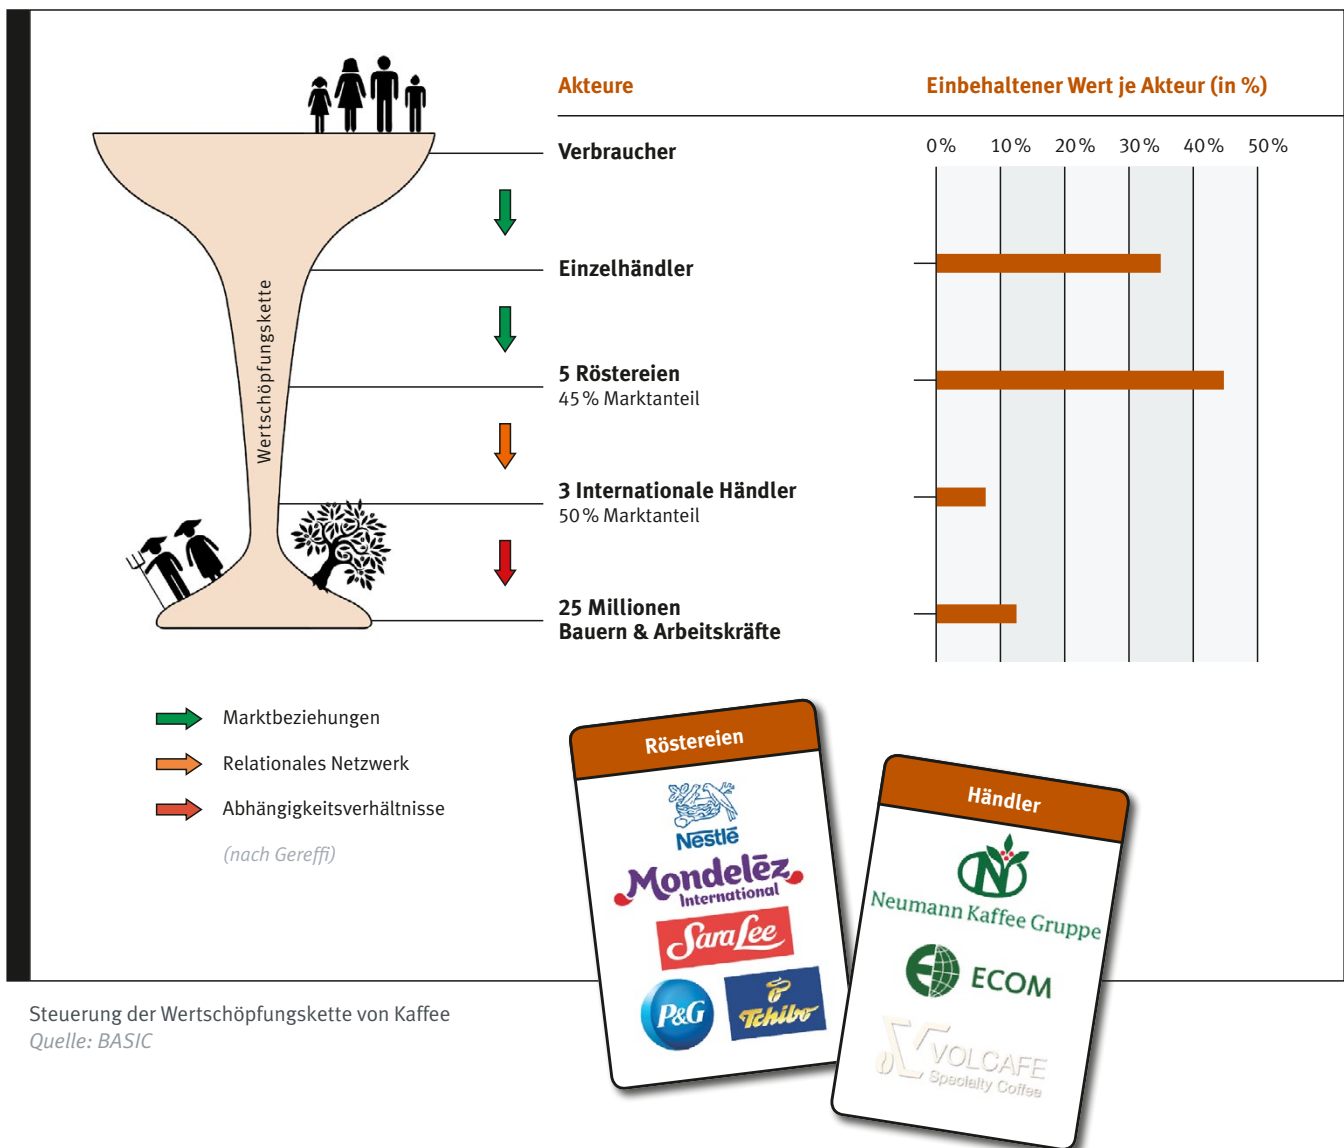 Akteure
Einbehaltener Wert je Akteur (in %)
Verbraucher
0 % 10 % 20 % 30 % 40 % 50 %
Einzelhändler
Wertschöpfungskette
5 Röstereien
45 % Marktanteil
3 Internationale Händler
50 % Marktanteil
25 Millionen
Bauern & Arbeitskräfte
Marktbeziehungen
Relationales Netzwerk
Abhängigkeitsverhältnisse
(nach Gereffi)
Röstereien
Nestlé
Mondelēz
International
Sara Lee
P&G
Tchibo
Händler
N
Neumann Kaffee Gruppe
ECOM
VOLCAFE
Specialty Coffee
Steuerung der Wertschöpfungskette von Kaffee
Quelle: BASIC